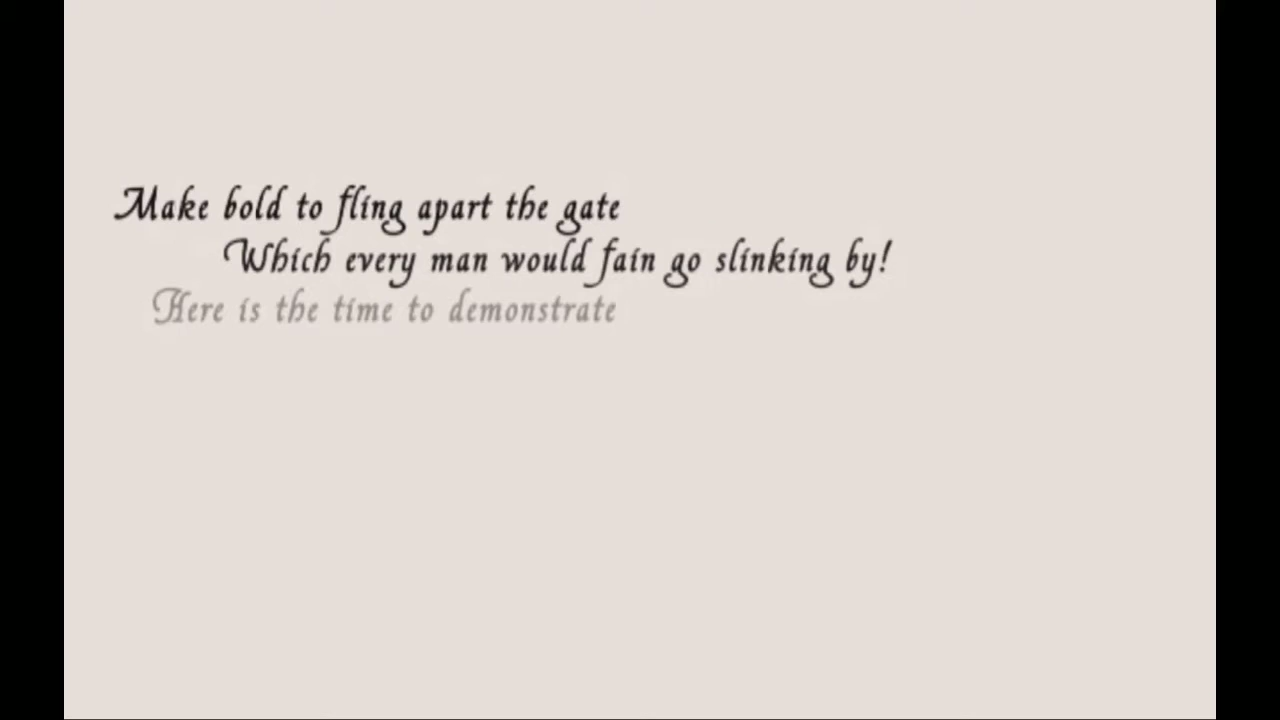 Make bold to fling apart the gate
Which every man would fain go slinking by!
Here is the time to demonstrate